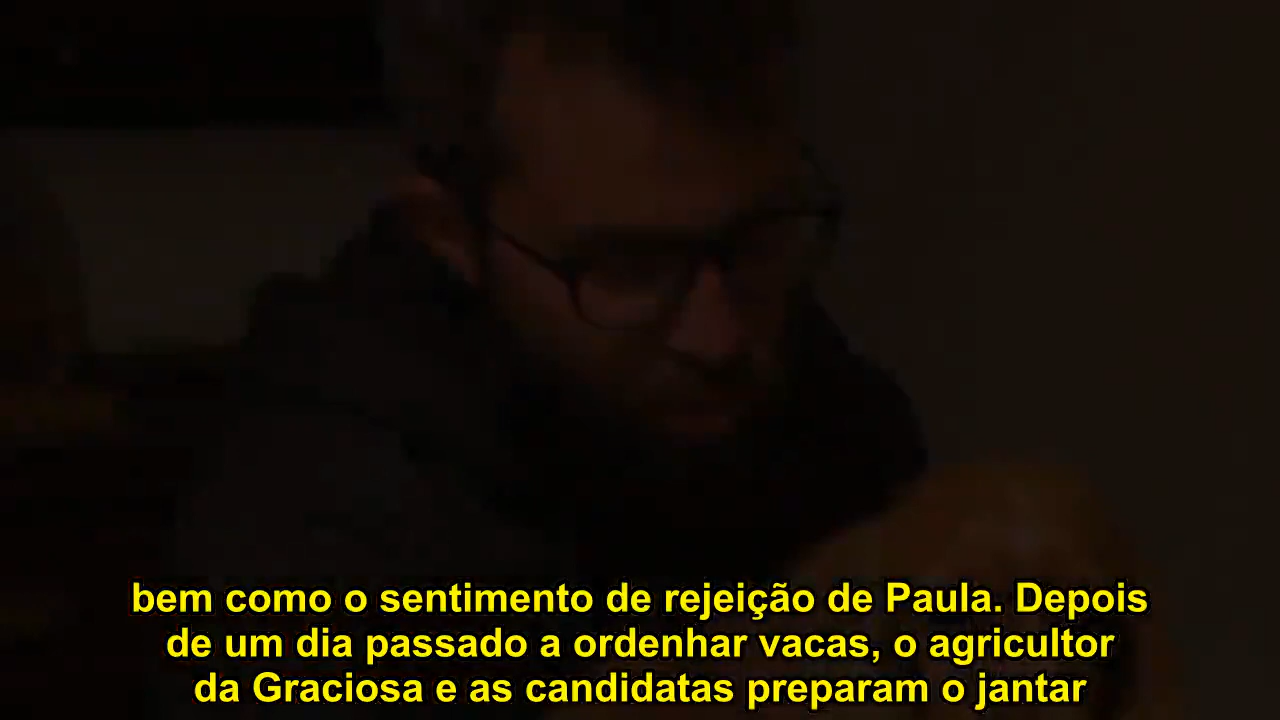 bem como o sentimento de rejeição de Paula. Depois
de um dia passado a ordenhar vacas, o agricultor
da Graciosa e as candidatas preparam o jantar